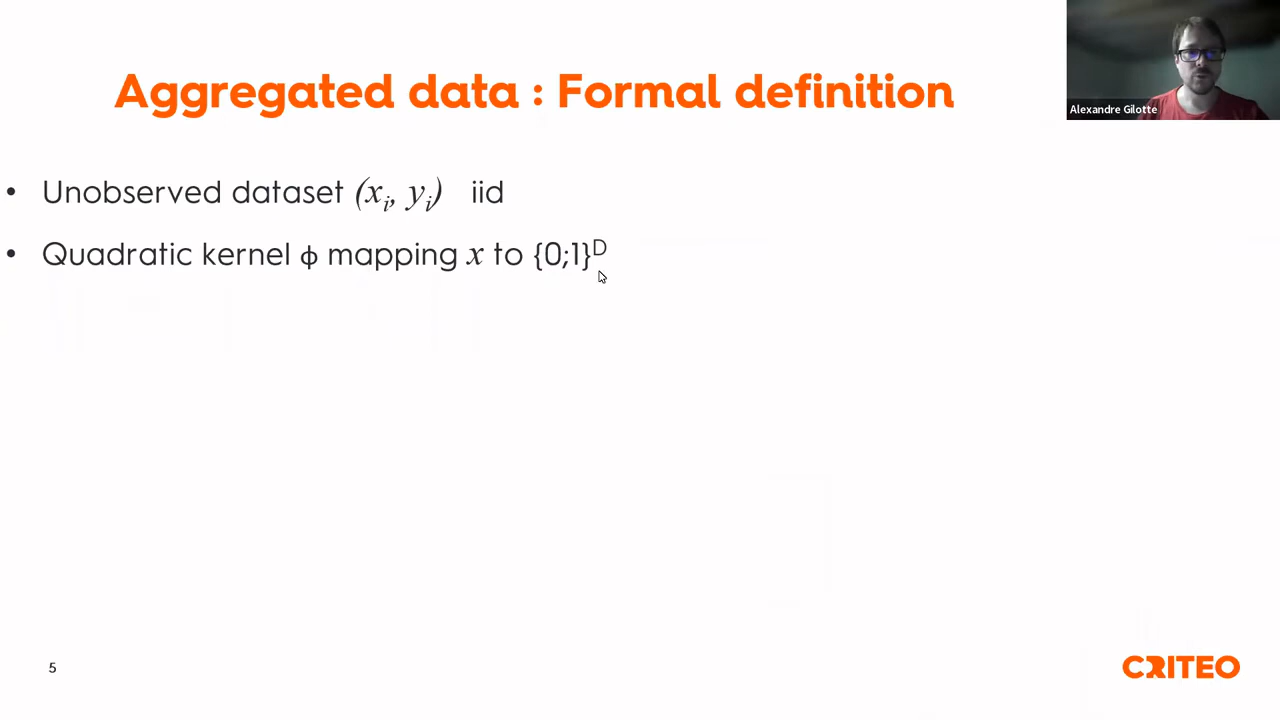 Aggregated data : Formal definition
Alexandre Gilotte
• Unobserved dataset (xᵢ, yᵢ) iid
• Quadratic kernel ϕ mapping x to {0;1}ᴰ
5
CRITEO